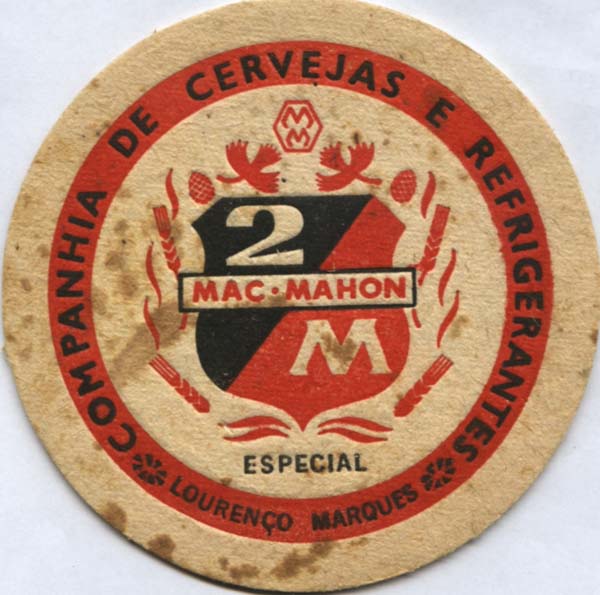 COMPANHIA DE CERVEJAS E REFRIGERANTES
MM
2
MAC-MAHON
M
ESPECIAL
LOURENÇO MARQUES